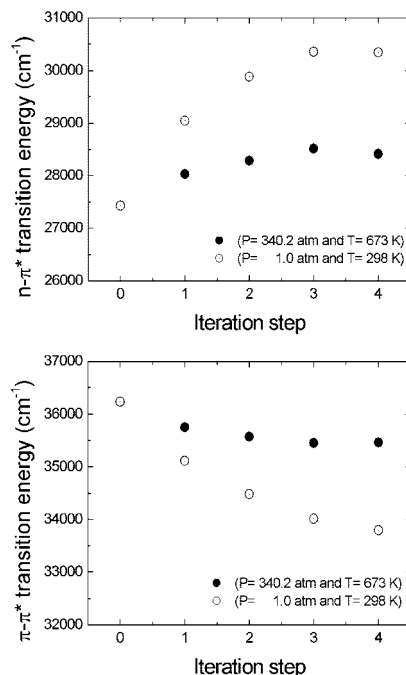 31000
30000
29000
28000
27000
26000
n-π* transition energy (cm-1)
(P= 340.2 atm and T= 673 K)
(P= 1.0 atm and T= 298 K)
0 1 2 3 4
Iteration step
37000
36000
35000
34000
33000
32000
π-π* transition energy (cm-1)
(P= 340.2 atm and T= 673 K)
(P= 1.0 atm and T= 298 K)
0 1 2 3 4
Iteration step